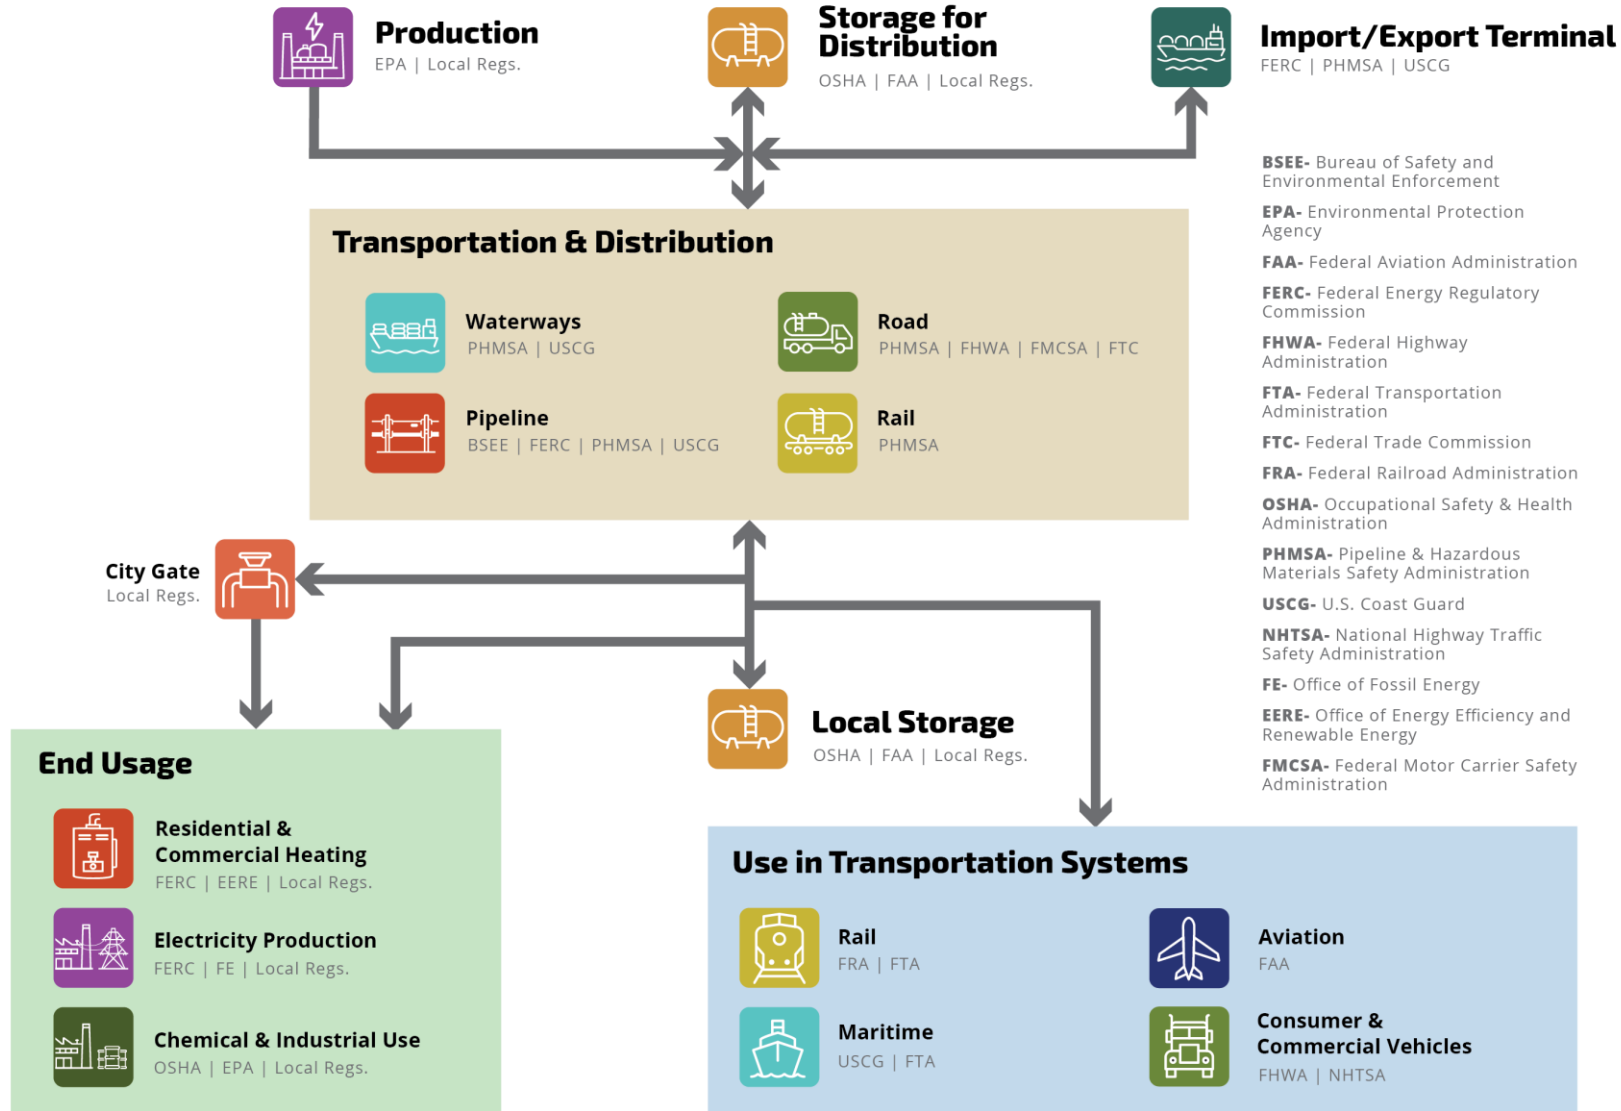 Production
EPA | Local Regs.
Storage for
Distribution
OSHA | FAA | Local Regs.
Import/Export Terminal
FERC | PHMSA | USCG
Transportation & Distribution
Waterways
PHMSA | USCG
Road
PHMSA | FHWA | FMCSA | FTC
Pipeline
BSEE | FERC | PHMSA | USCG
Rail
PHMSA
BSEE- Bureau of Safety and
Environmental Enforcement
EPA- Environmental Protection
Agency
FAA- Federal Aviation Administration
FERC- Federal Energy Regulatory
Commission
FHWA- Federal Highway
Administration
FTA- Federal Transportation
Administration
FTC- Federal Trade Commission
FRA- Federal Railroad Administration
OSHA- Occupational Safety & Health
Administration
PHMSA- Pipeline & Hazardous
Materials Safety Administration
USCG- U.S. Coast Guard
NHTSA- National Highway Traffic
Safety Administration
FE- Office of Fossil Energy
EERE- Office of Energy Efficiency and
Renewable Energy
FMCSA- Federal Motor Carrier Safety
Administration
City Gate
Local Regs.
Local Storage
OSHA | FAA | Local Regs.
End Usage
Residential &
Commercial Heating
FERC | EERE | Local Regs.
Electricity Production
FERC | FE | Local Regs.
Chemical & Industrial Use
OSHA | EPA | Local Regs.
Use in Transportation Systems
Rail
FRA | FTA
Aviation
FAA
Maritime
USCG | FTA
Consumer &
Commercial Vehicles
FHWA | NHTSA